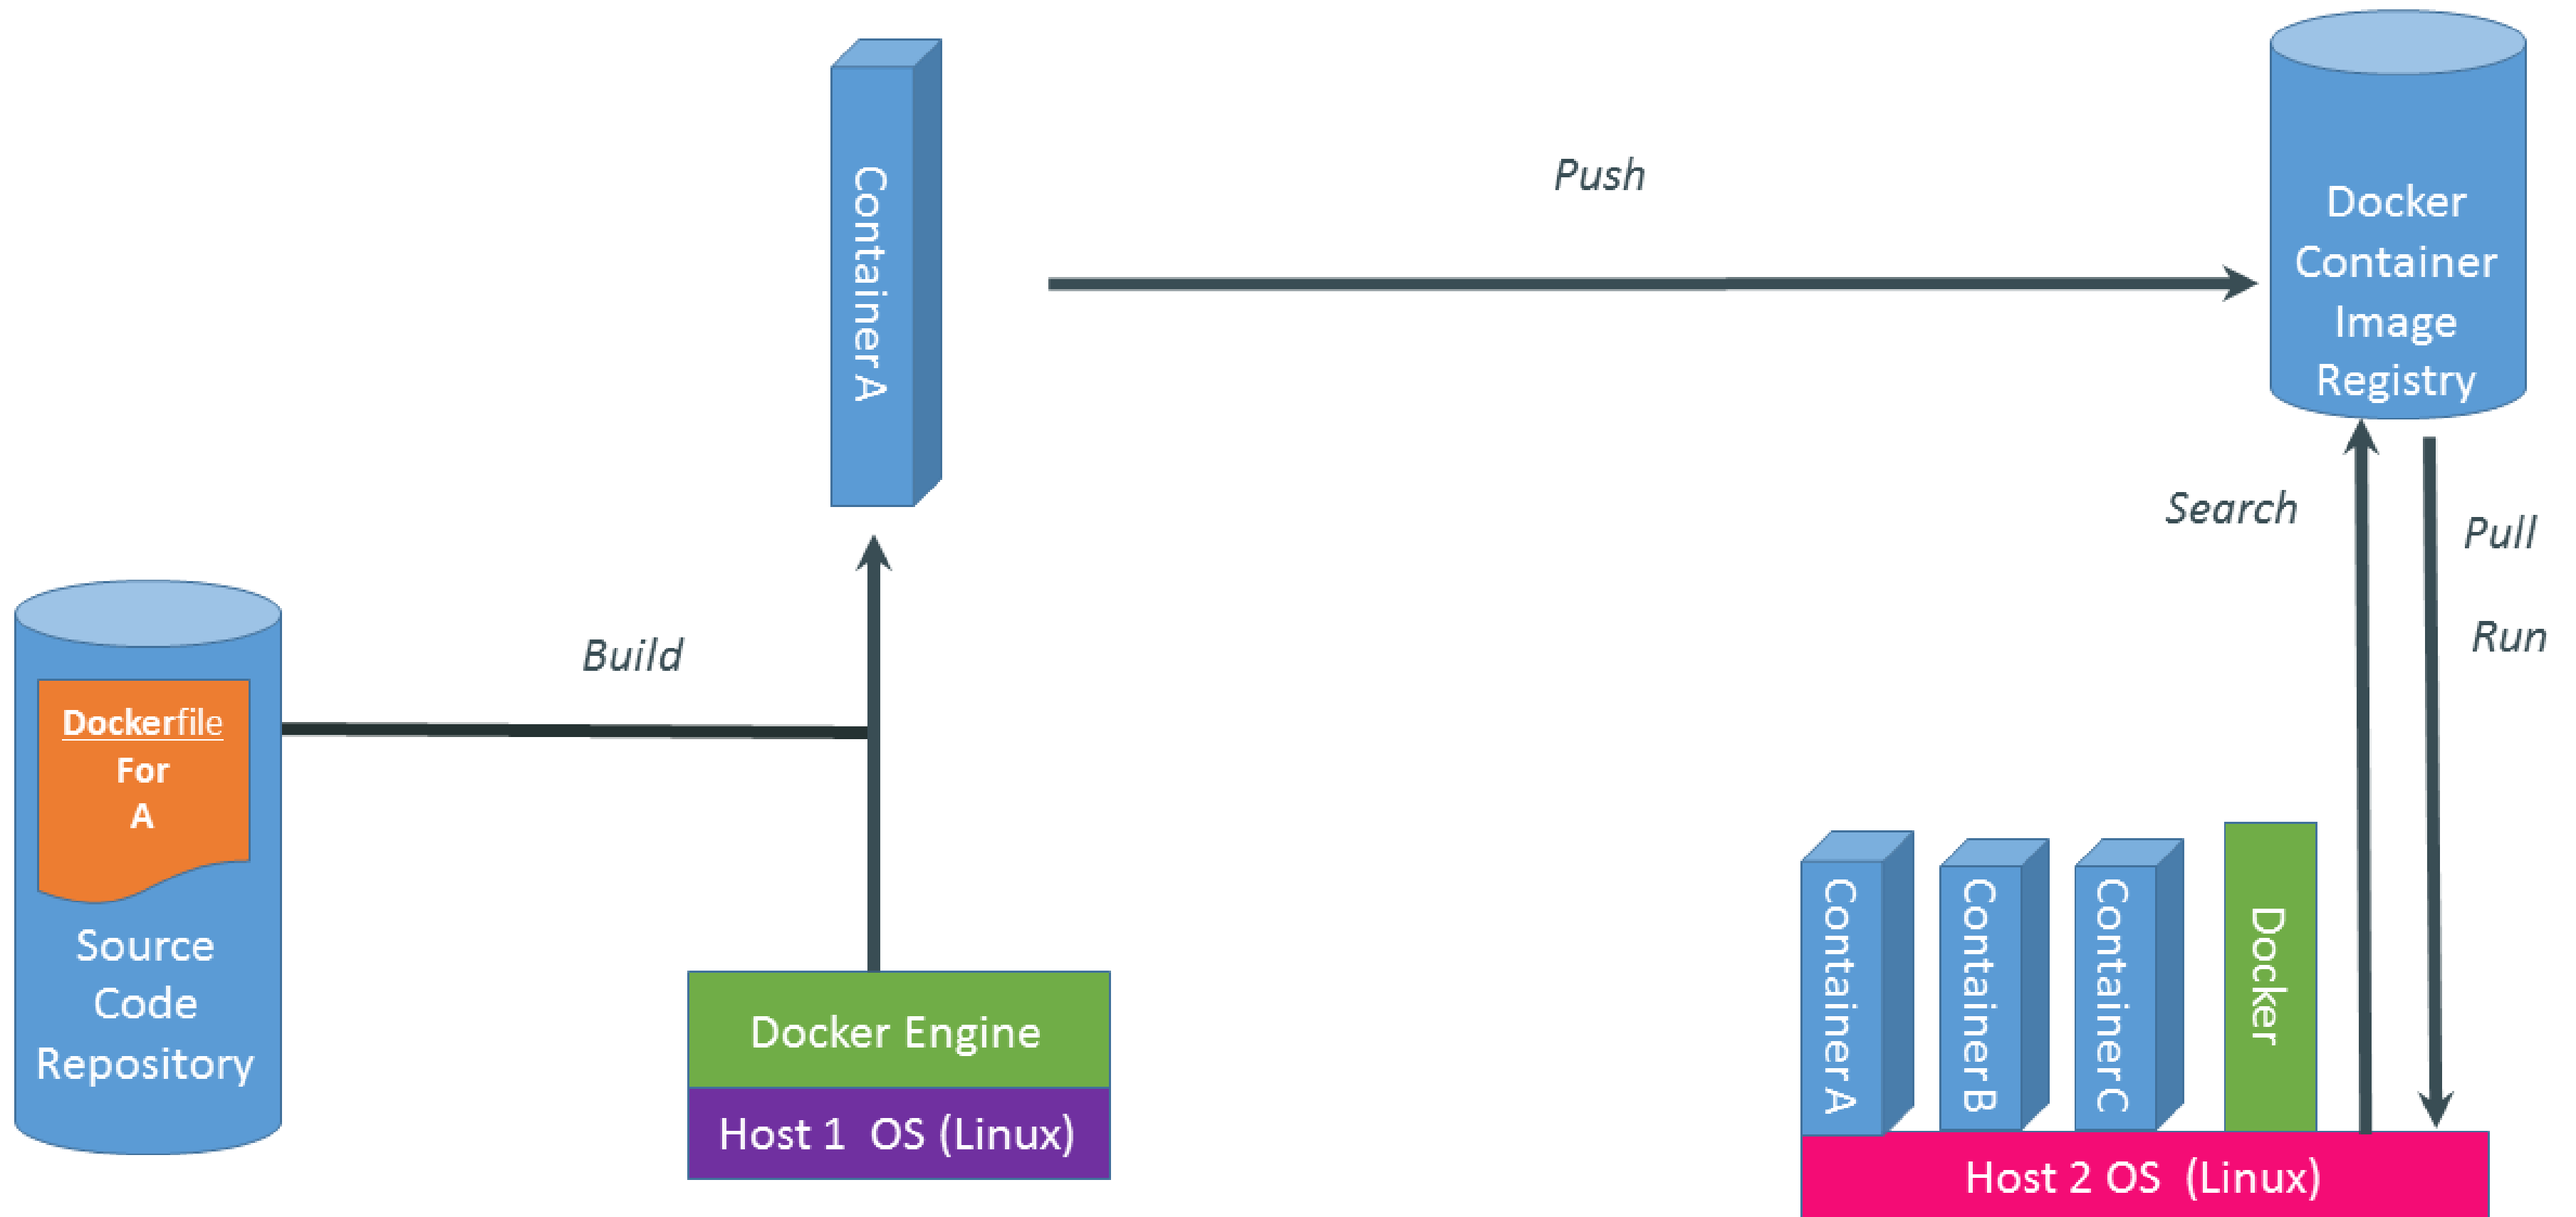 Container A
Push
Docker
Container
Image
Registry
Search
Pull
Run
Build
Dockerfile
For
A
Source
Code
Repository
Docker Engine
Host 1 OS (Linux)
Container A
Container B
Container C
Docker
Host 2 OS (Linux)